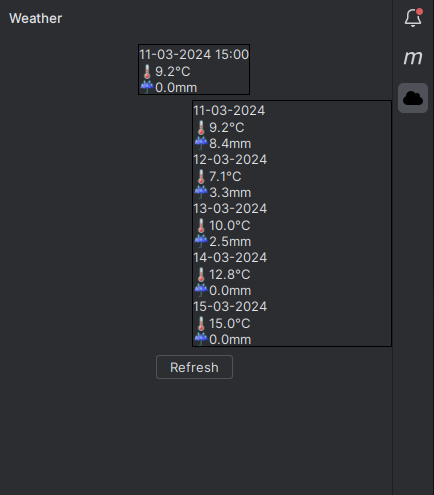 Weather
11-03-2024 15:00
🌡️9.2°C
☔0.0mm
11-03-2024
🌡️9.2°C
☔8.4mm
12-03-2024
🌡️7.1°C
☔3.3mm
13-03-2024
🌡️10.0°C
☔2.5mm
14-03-2024
🌡️12.8°C
☔0.0mm
15-03-2024
🌡️15.0°C
☔0.0mm
Refresh
m